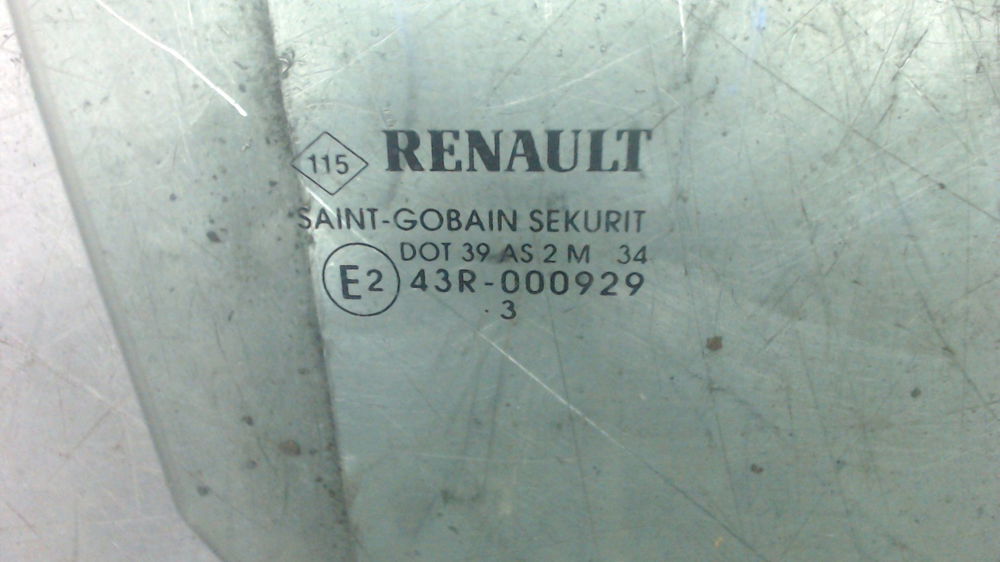 115 RENAULT
SAINT-GOBAIN SEKURIT
DOT 39 AS 2 M 34
E2 43R-000929
. 3